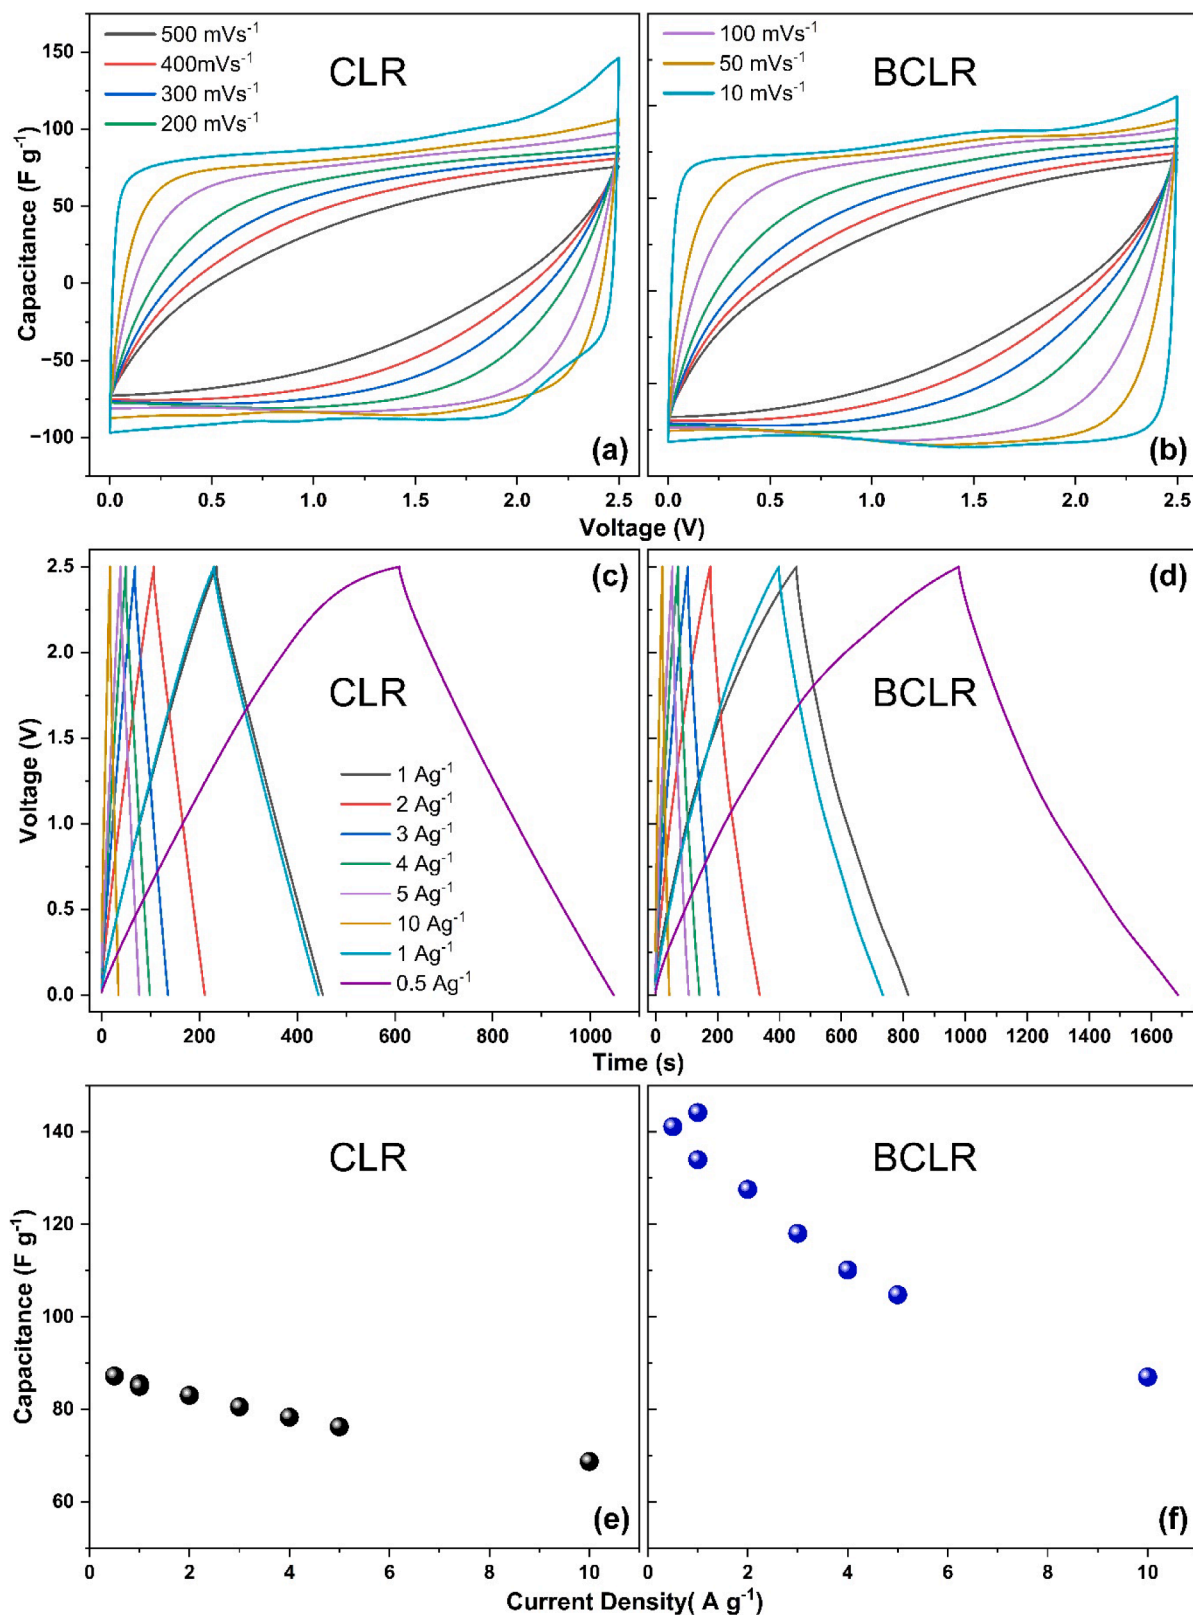 500 mVs⁻¹
400mVs⁻¹
300 mVs⁻¹
200 mVs⁻¹
CLR
100 mVs⁻¹
50 mVs⁻¹
10 mVs⁻¹
BCLR
150
100
50
0
−50
−100
Capacitance (F g⁻¹)
(a)
(b)
0.0 0.5 1.0 1.5 2.0 2.5
0.0 0.5 1.0 1.5 2.0 2.5
Voltage (V)
2.5
2.0
1.5
1.0
0.5
0.0
Voltage (V)
(c)
CLR
1 Ag⁻¹
2 Ag⁻¹
3 Ag⁻¹
4 Ag⁻¹
5 Ag⁻¹
10 Ag⁻¹
1 Ag⁻¹
0.5 Ag⁻¹
(d)
BCLR
0 200 400 600 800 1000
0 200 400 600 800 1000 1200 1400 1600
Time (s)
140
120
100
80
60
Capacitance (F g⁻¹)
CLR
(e)
BCLR
(f)
0 2 4 6 8 10
0 2 4 6 8 10
Current Density( A g⁻¹)